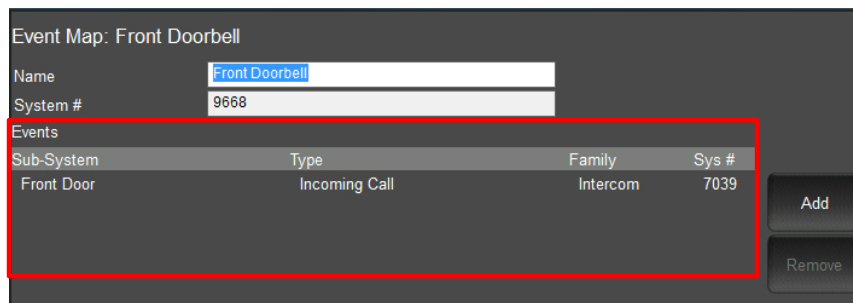 Event Map: Front Doorbell
Name Front Doorbell
System # 9668
Events
Sub-System Type Family Sys #
Front Door Incoming Call Intercom 7039
Add
Remove